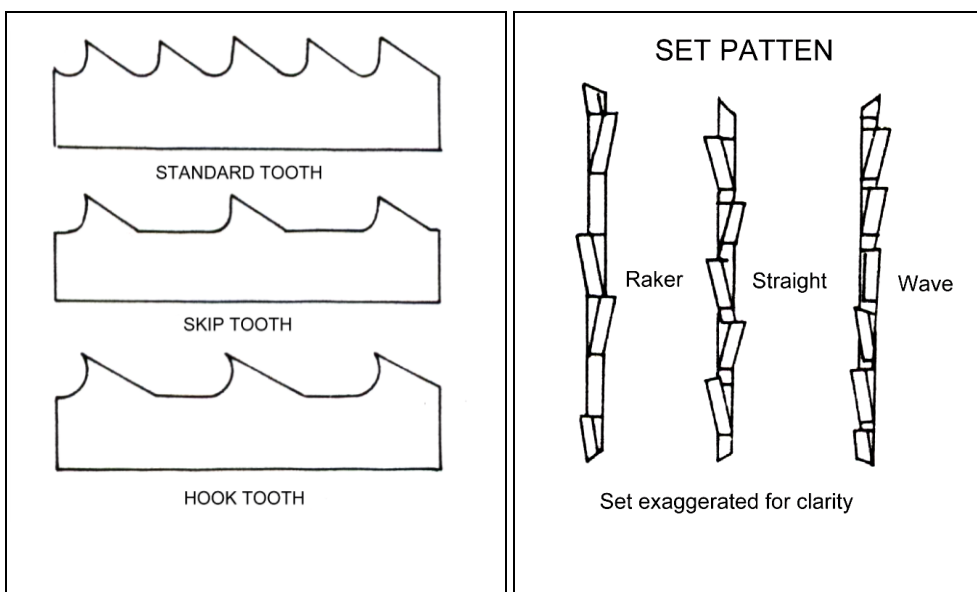 STANDARD TOOTH
SKIP TOOTH
HOOK TOOTH
SET PATTEN
Raker
Straight
Wave
Set exaggerated for clarity